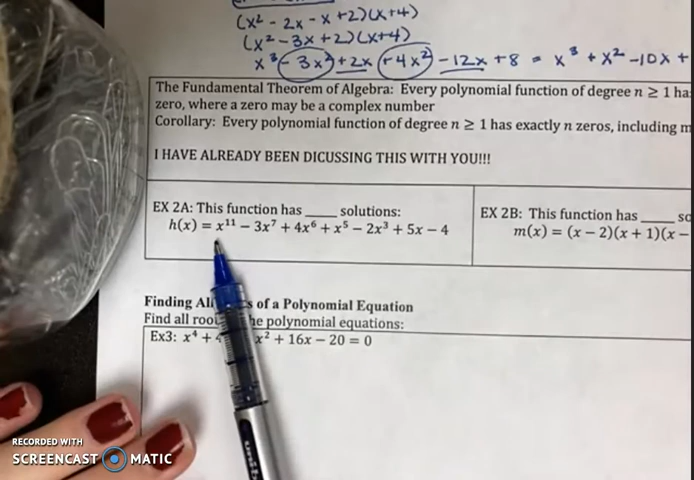 (x² - 2x - x + 2)(x+4)
(x² - 3x + 2)(x+4)
x³ - 3x² + 2x + 4x² - 12x + 8 = x³ + x² - 10x +
The Fundamental Theorem of Algebra: Every polynomial function of degree n ≥ 1 ha
zero, where a zero may be a complex number
Corollary: Every polynomial function of degree n ≥ 1 has exactly n zeros, including m
I HAVE ALREADY BEEN DICUSSING THIS WITH YOU!!!
EX 2A: This function has ____ solutions:
h(x) = x¹¹ − 3x⁷ + 4x⁶ + x⁵ − 2x³ + 5x − 4
EX 2B: This function has ____ so
m(x) = (x − 2)(x + 1)(x −
Finding Al s of a Polynomial Equation
Find all roo he polynomial equations:
Ex3: x⁴ + x² + 16x − 20 = 0
RECORDED WITH
SCREENCAST MATIC